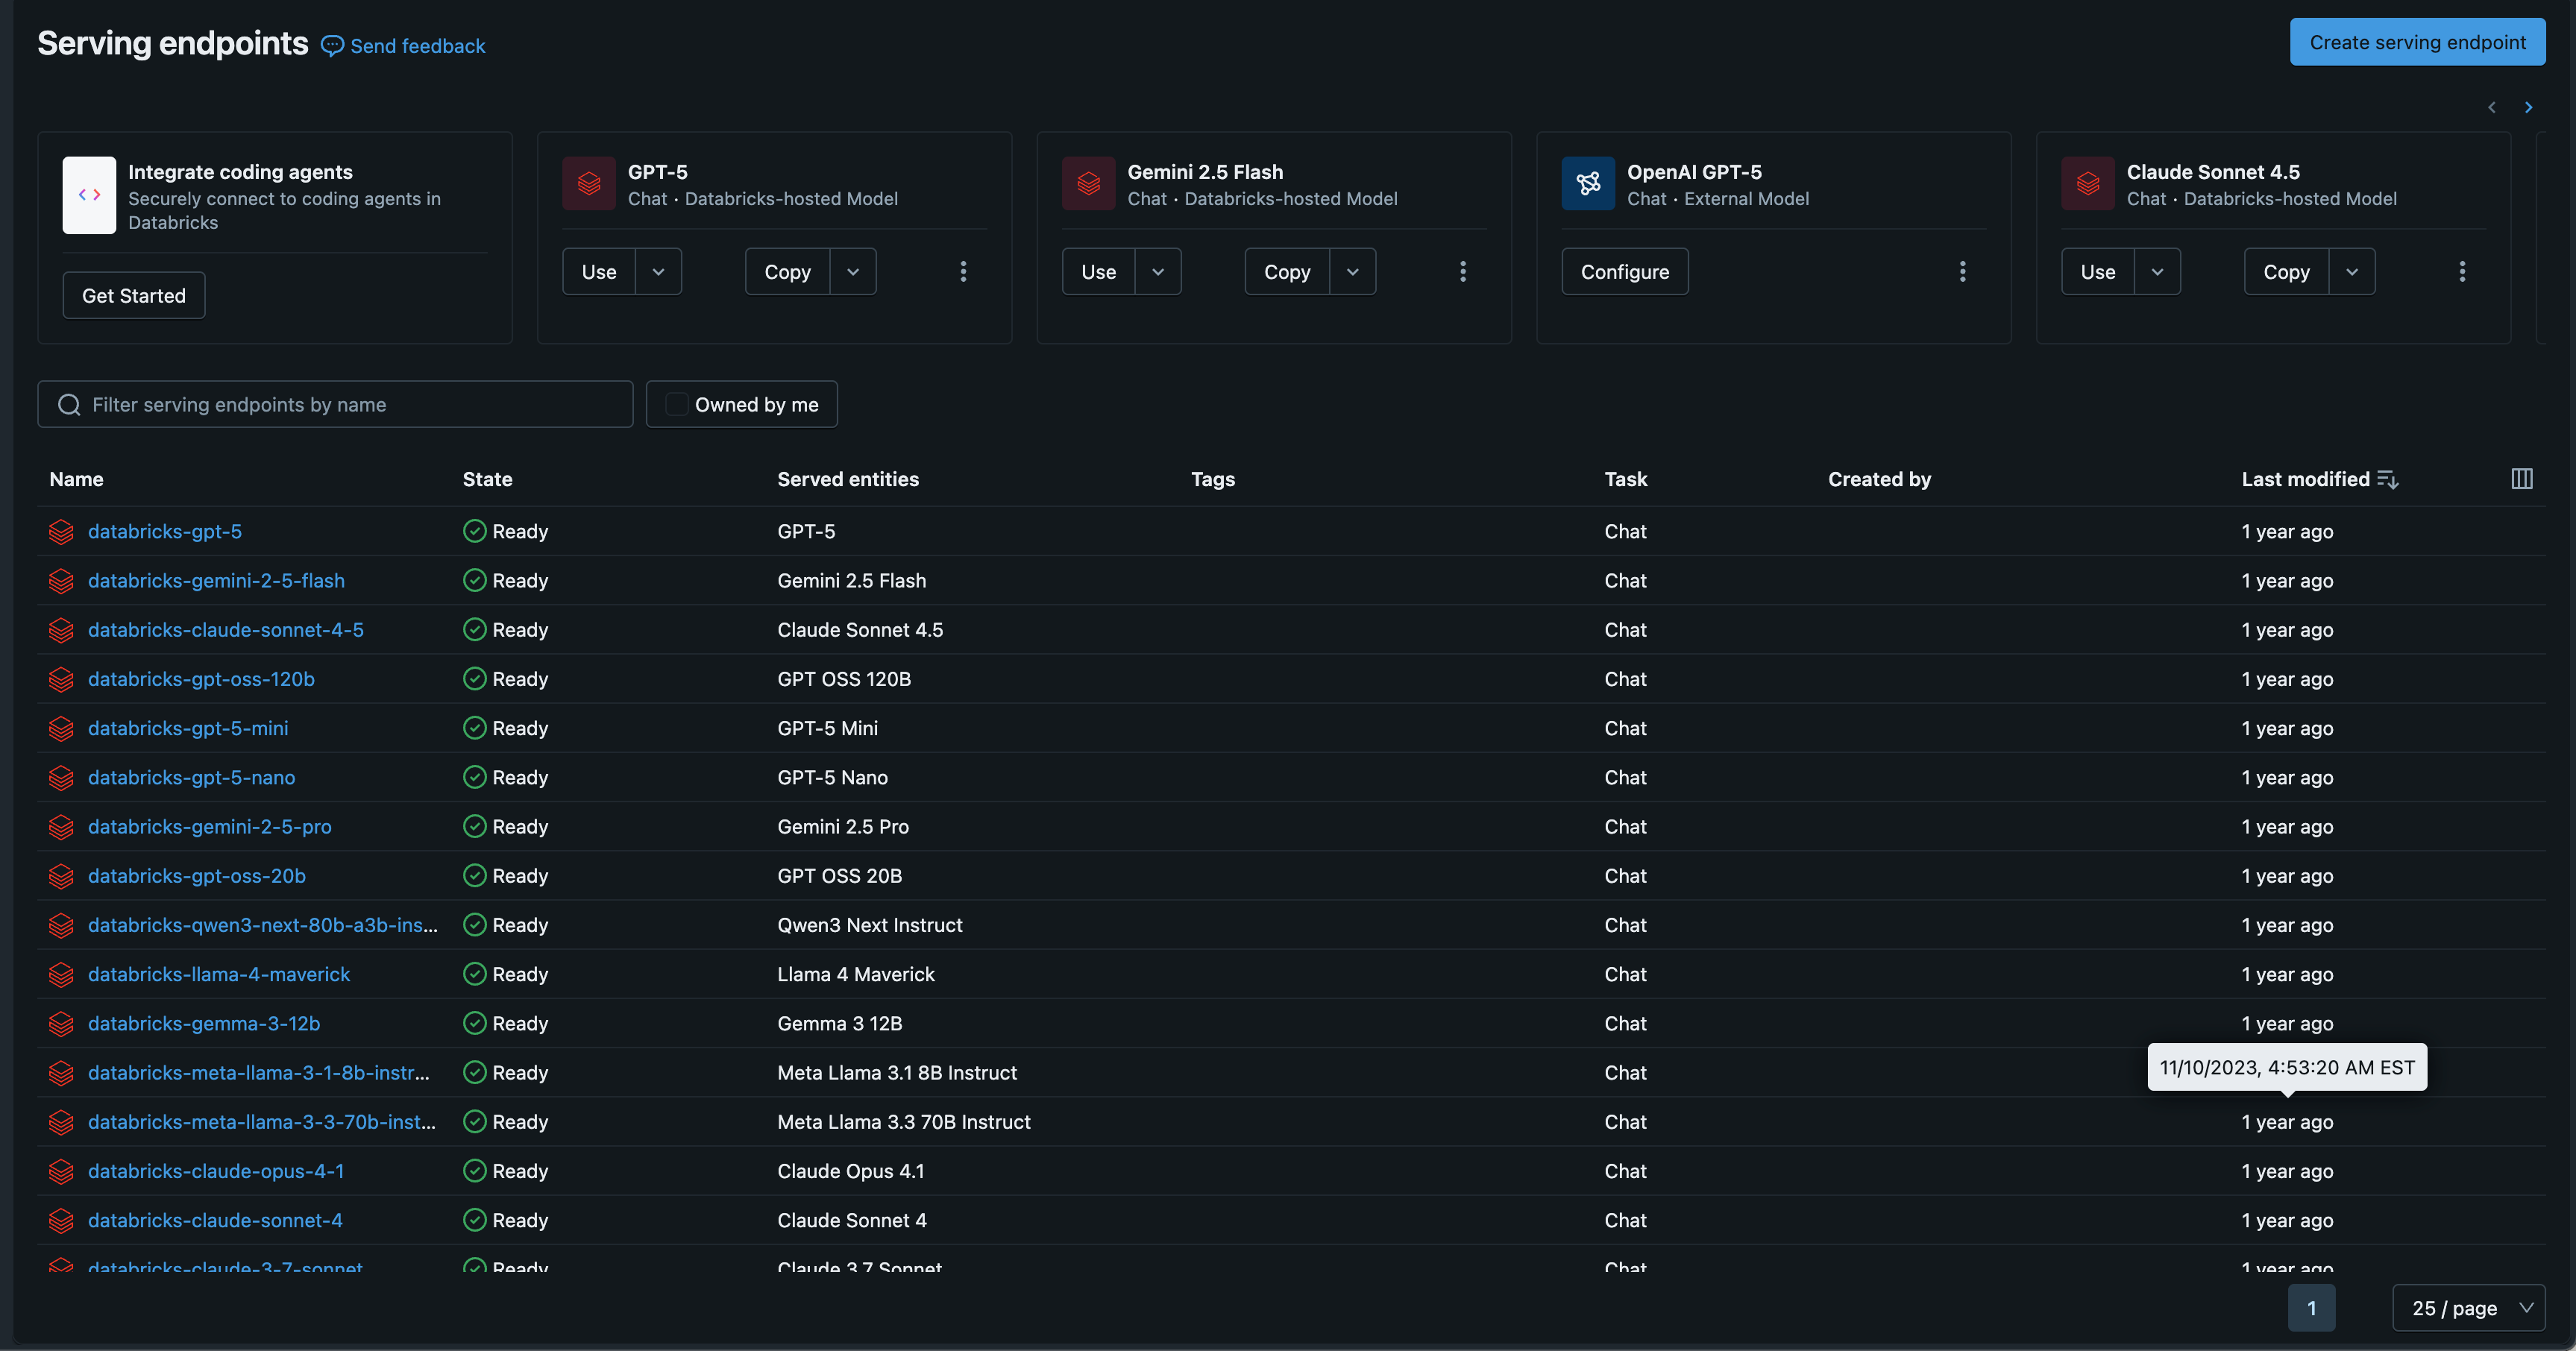 Serving endpoints Send feedback
Create serving endpoint
Integrate coding agents
Securely connect to coding agents in
Databricks
Get Started
GPT-5
Chat · Databricks-hosted Model
Use Copy
Gemini 2.5 Flash
Chat · Databricks-hosted Model
Use Copy
OpenAI GPT-5
Chat · External Model
Configure
Claude Sonnet 4.5
Chat · Databricks-hosted Model
Use Copy
Filter serving endpoints by name Owned by me
Name State Served entities Tags Task Created by Last modified
databricks-gpt-5 Ready GPT-5 Chat 1 year ago
databricks-gemini-2-5-flash Ready Gemini 2.5 Flash Chat 1 year ago
databricks-claude-sonnet-4-5 Ready Claude Sonnet 4.5 Chat 1 year ago
databricks-gpt-oss-120b Ready GPT OSS 120B Chat 1 year ago
databricks-gpt-5-mini Ready GPT-5 Mini Chat 1 year ago
databricks-gpt-5-nano Ready GPT-5 Nano Chat 1 year ago
databricks-gemini-2-5-pro Ready Gemini 2.5 Pro Chat 1 year ago
databricks-gpt-oss-20b Ready GPT OSS 20B Chat 1 year ago
databricks-qwen3-next-80b-a3b-ins... Ready Qwen3 Next Instruct Chat 1 year ago
databricks-llama-4-maverick Ready Llama 4 Maverick Chat 1 year ago
databricks-gemma-3-12b Ready Gemma 3 12B Chat 1 year ago
databricks-meta-llama-3-1-8b-instr... Ready Meta Llama 3.1 8B Instruct Chat
11/10/2023, 4:53:20 AM EST
databricks-meta-llama-3-3-70b-inst... Ready Meta Llama 3.3 70B Instruct Chat 1 year ago
databricks-claude-opus-4-1 Ready Claude Opus 4.1 Chat 1 year ago
databricks-claude-sonnet-4 Ready Claude Sonnet 4 Chat 1 year ago
databricks-claude-3-7-sonnet Ready Claude 3.7 Sonnet Chat 1 year ago
1 25 / page